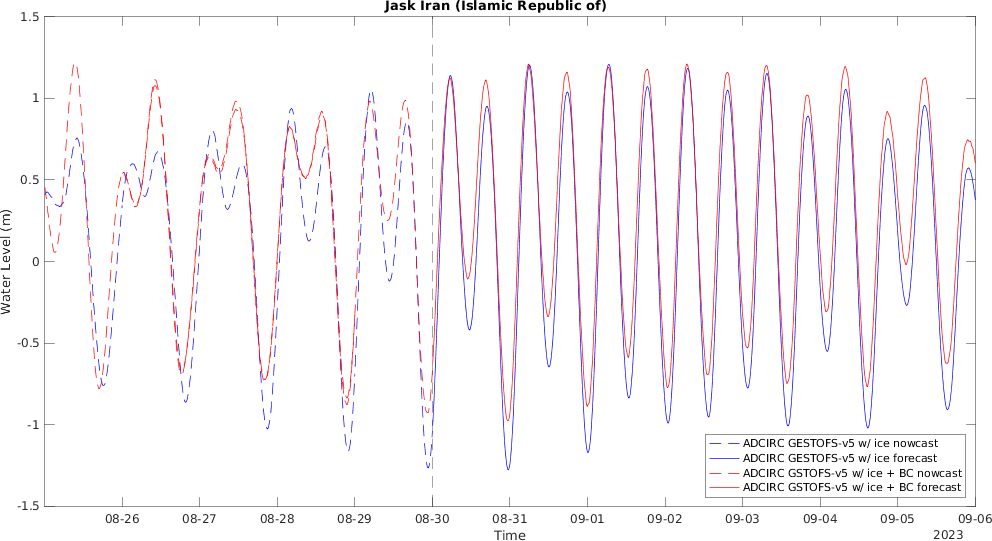 Jask Iran (Islamic Republic of)
Water Level (m)
1.5
1
0.5
0
-0.5
-1
-1.5
ADCIRC GESTOFS-v5 w/ ice nowcast
ADCIRC GESTOFS-v5 w/ ice forecast
ADCIRC GSTOFS-v5 w/ ice + BC nowcast
ADCIRC GSTOFS-v5 w/ ice + BC forecast
08-26 08-27 08-28 08-29 08-30 08-31 09-01 09-02 09-03 09-04 09-05 09-06
Time
2023